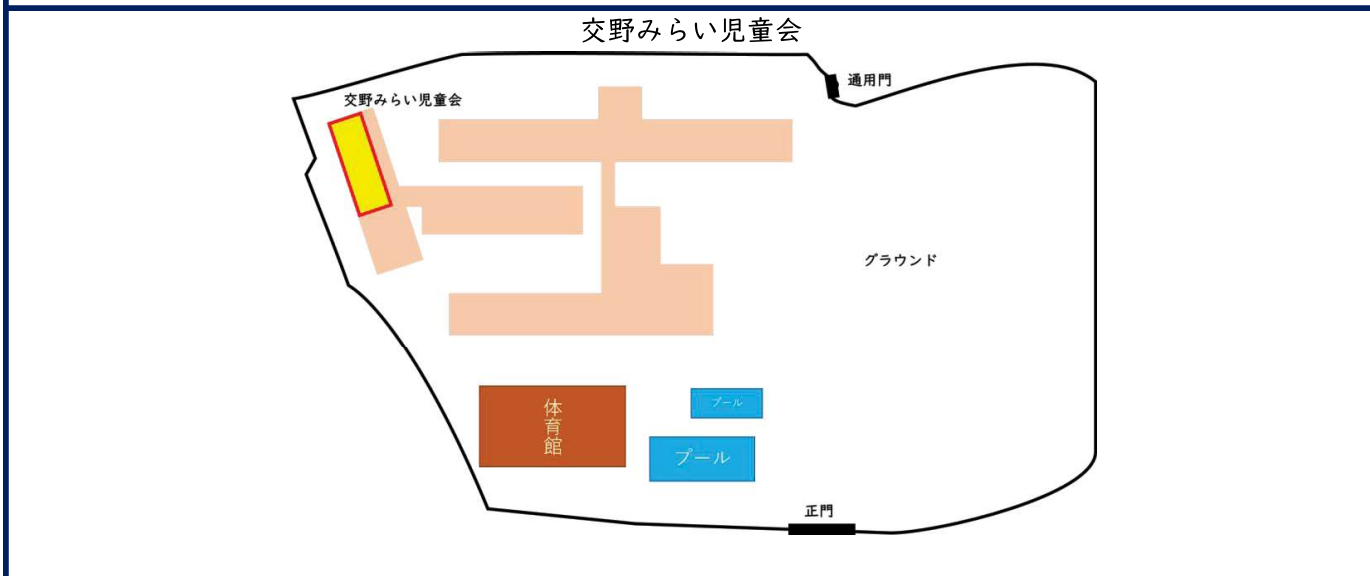 交野みらい児童会
通用門
交野みらい児童会
グラウンド
体育館
プール
プール
正門